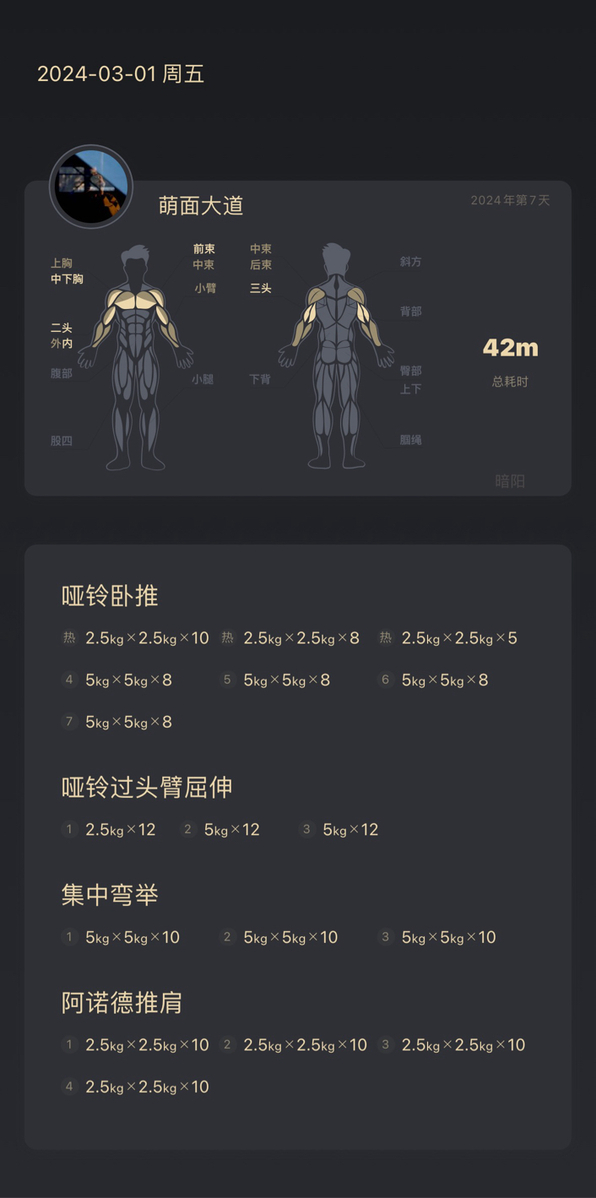 2024-03-01 周五
萌面大道
2024年第7天
上胸
中下胸
前束
中束
小臂
中束
后束
三头
斜方
背部
二头
外内
腹部
小腿
下背
臀部
上下
股四
腘绳
42m
总耗时
暗阳
哑铃卧推
热 2.5kg×2.5kg×10 热 2.5kg×2.5kg×8 热 2.5kg×2.5kg×5
4 5kg×5kg×8 5 5kg×5kg×8 6 5kg×5kg×8
7 5kg×5kg×8
哑铃过头臂屈伸
1 2.5kg×12 2 5kg×12 3 5kg×12
集中弯举
1 5kg×5kg×10 2 5kg×5kg×10 3 5kg×5kg×10
阿诺德推肩
1 2.5kg×2.5kg×10 2 2.5kg×2.5kg×10 3 2.5kg×2.5kg×10
4 2.5kg×2.5kg×10